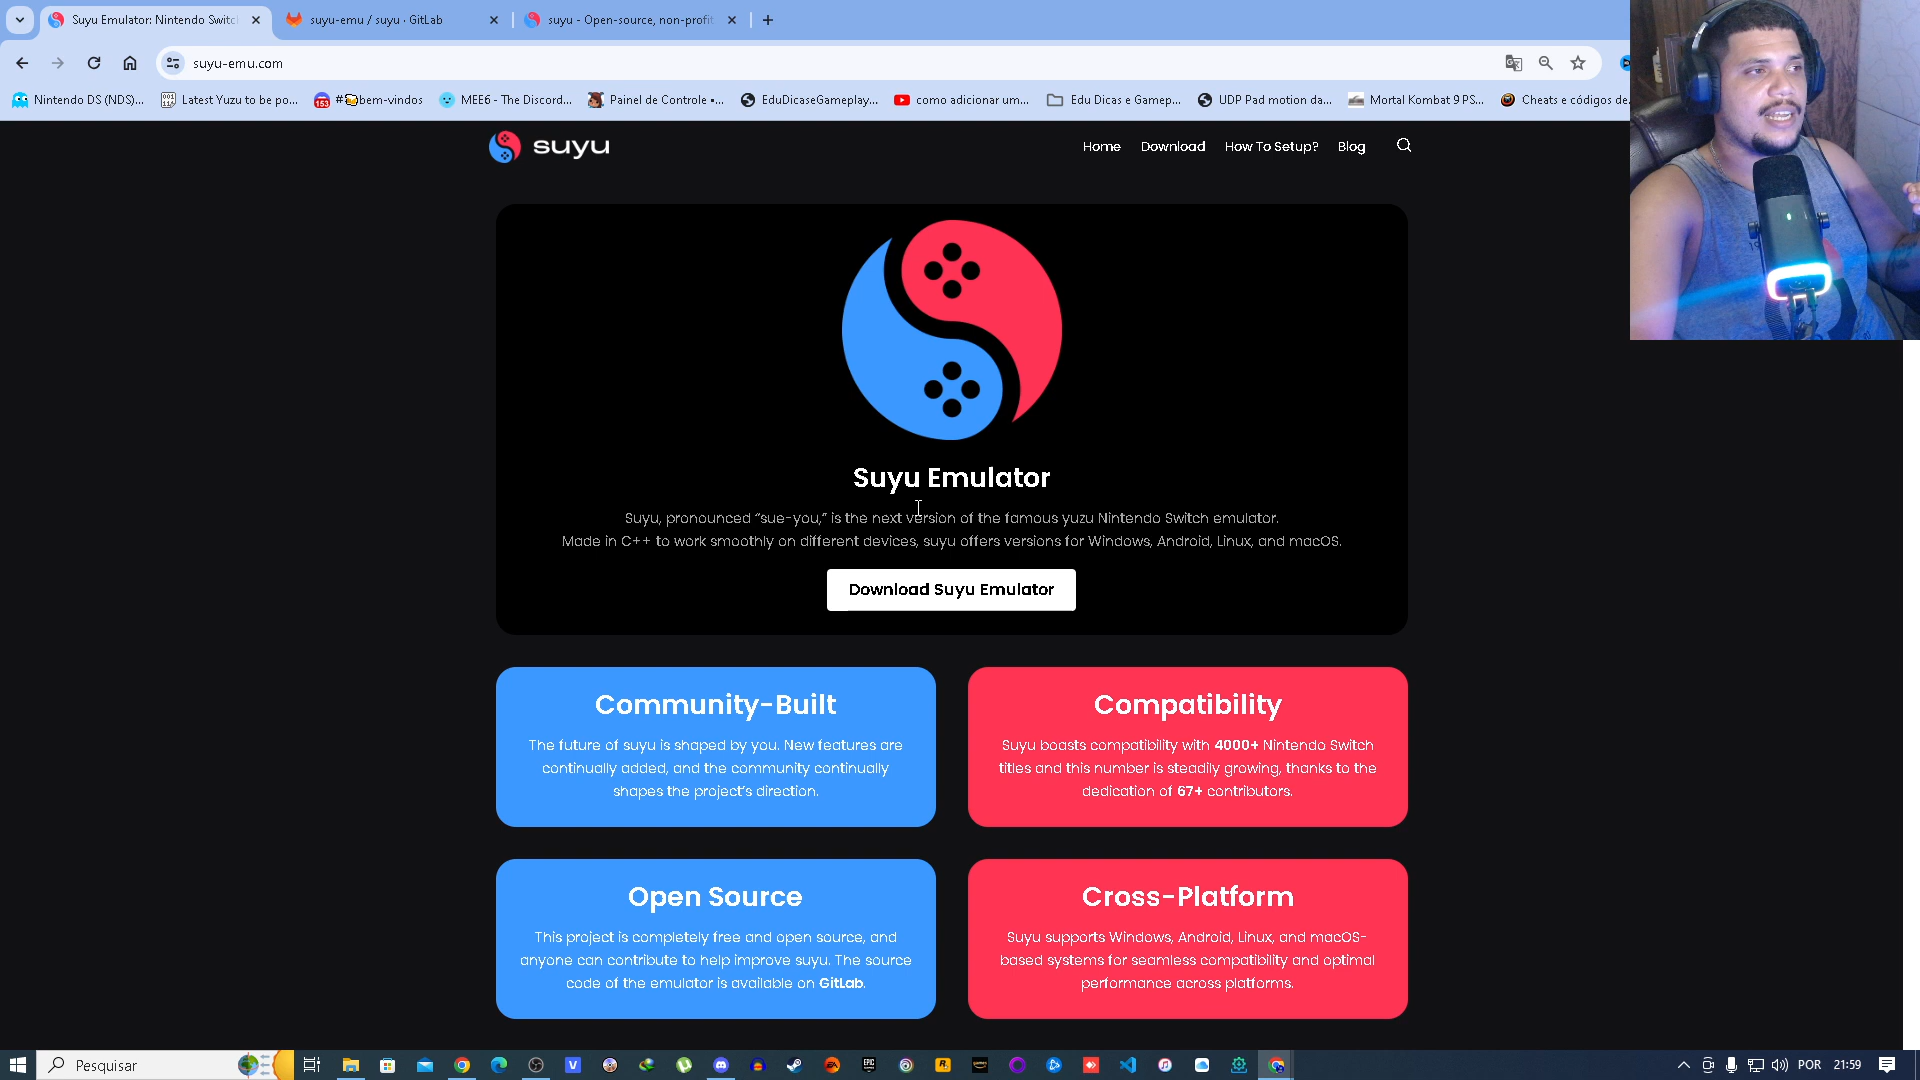 Suyu Emulator: Nintendo Switc
suyu-emu / suyu · GitLab
suyu - Open-source, non-profit
suyu-emu.com
Nintendo DS (NDS)...
Latest Yuzu to be po...
153
#🍻bem-vindos
MEE6 - The Discord...
Painel de Controle •...
EduDicaseGameplay...
como adicionar um...
Edu Dicas e Gamep...
UDP Pad motion da...
Mortal Kombat 9 PS...
Cheats e códigos de
suyu
Home
Download
How To Setup?
Blog
Suyu Emulator
Suyu, pronounced “sue-you,” is the next version of the famous yuzu Nintendo Switch emulator.
Made in C++ to work smoothly on different devices, suyu offers versions for Windows, Android, Linux, and macOS.
Download Suyu Emulator
Community-Built
The future of suyu is shaped by you. New features are
continually added, and the community continually
shapes the project’s direction.
Compatibility
Suyu boasts compatibility with 4000+ Nintendo Switch
titles and this number is steadily growing, thanks to the
dedication of 67+ contributors.
Open Source
This project is completely free and open source, and
anyone can contribute to help improve suyu. The source
code of the emulator is available on GitLab.
Cross-Platform
Suyu supports Windows, Android, Linux, and macOS-
based systems for seamless compatibility and optimal
performance across platforms.
Pesquisar
POR
21:59